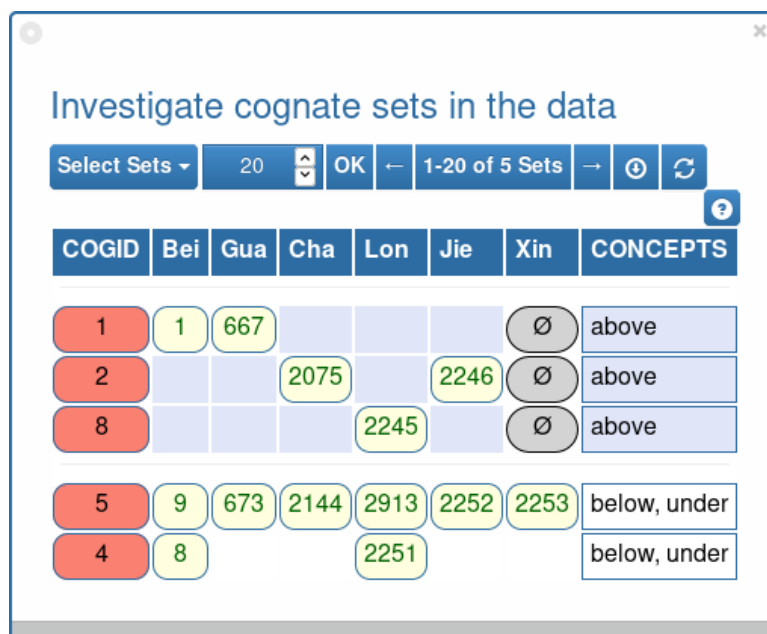 Investigate cognate sets in the data
Select Sets 20 OK ← 1-20 of 5 Sets →
COGID Bei Gua Cha Lon Jie Xin CONCEPTS
1 1 667 Ø above
2 2075 2246 Ø above
8 2245 Ø above
5 9 673 2144 2913 2252 2253 below, under
4 8 2251 below, under